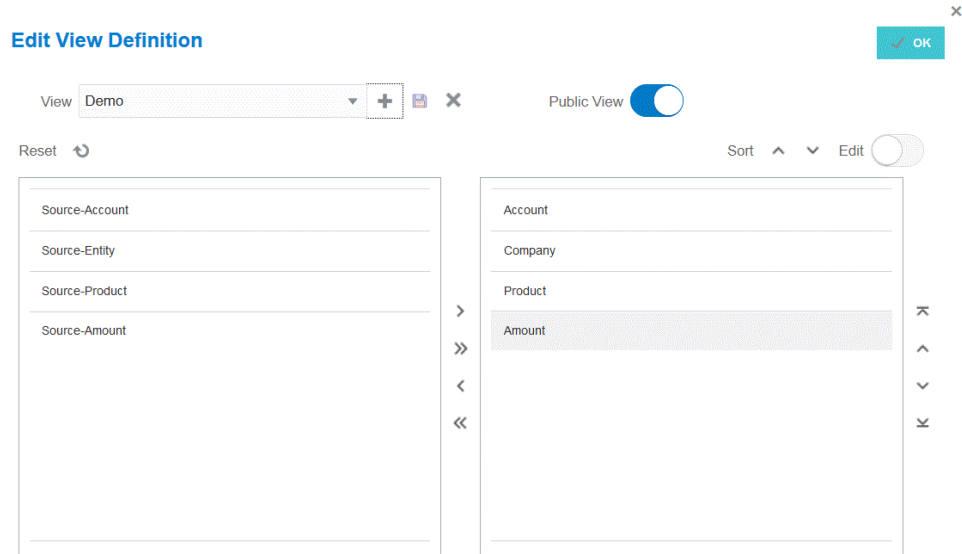 Edit View Definition
OK
View Demo
Public View
Reset
Sort
Edit
Source-Account
Source-Entity
Source-Product
Source-Amount
Account
Company
Product
Amount